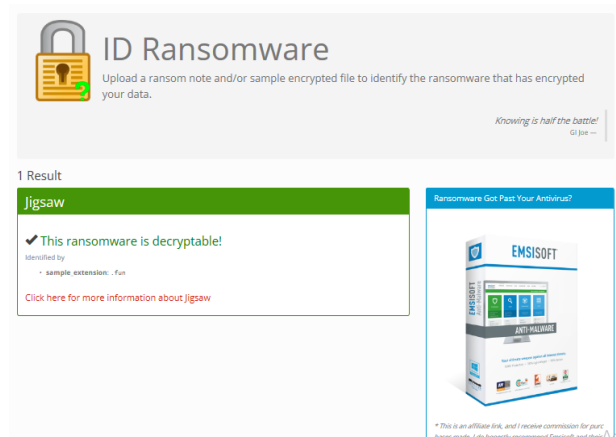 ID Ransomware
Upload a ransom note and/or sample encrypted file to identify the ransomware that has encrypted
your data.
Knowing is half the battle!
GI Joe —
1 Result
Jigsaw
✔ This ransomware is decryptable!
Identified by
• sample_extension: .fun
Click here for more information about Jigsaw
Ransomware Got Past Your Antivirus?
EMSISOFT
EMSISOFT
ANTI-MALWARE
* This is an affiliate link, and I receive commission for purc